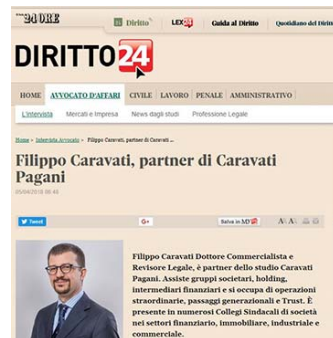 24 ORE
Diritto24
LEX24
Guida al Diritto
Quotidiano del Diritto
DIRITTO24
HOME AVVOCATO D'AFFARI CIVILE LAVORO PENALE AMMINISTRATIVO
L'intervista Mercati e Impresa News dagli studi Professione Legale
Filippo Caravati, partner di Caravati ...
Filippo Caravati, partner di Caravati
Pagani
Tweet
G+
Salva in
Filippo Caravati Dottore Commercialista e
Revisore Legale, è partner dello studio Caravati
Pagani. Assiste gruppi societari, holding,
intermediari finanziari e si occupa di operazioni
straordinarie, passaggi generazionali e Trust. È
presente in numerosi Collegi Sindacali di società
nei settori finanziario, immobiliare, industriale e
commerciale.